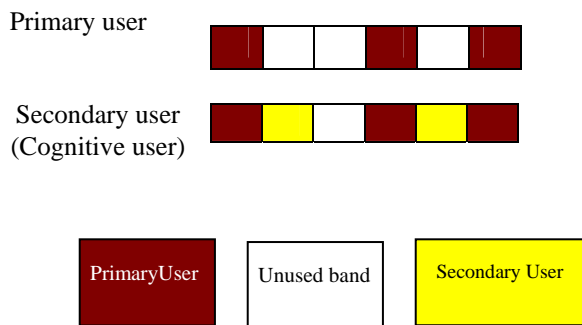 Primary user
Secondary user
(Cognitive user)
PrimaryUser
Unused band
Secondary User